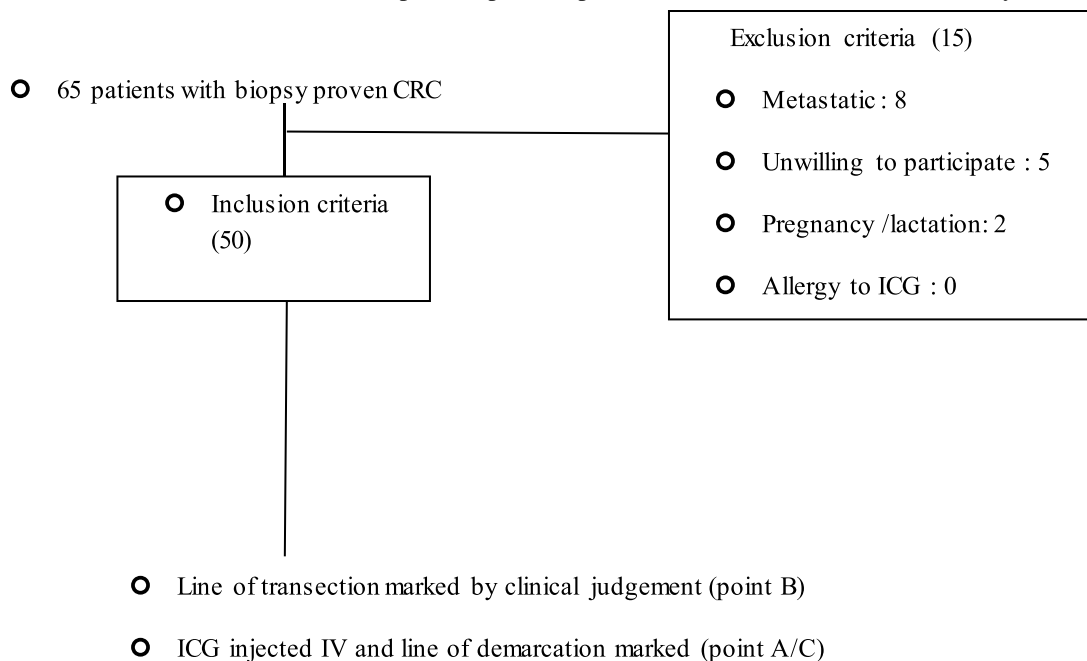 65 patients with biopsy proven CRC
Exclusion criteria (15)
Metastatic : 8
Unwilling to participate : 5
Pregnancy /lactation: 2
Allergy to ICG : 0
Inclusion criteria
(50)
Line of transection marked by clinical judgement (point B)
ICG injected IV and line of demarcation marked (point A/C)